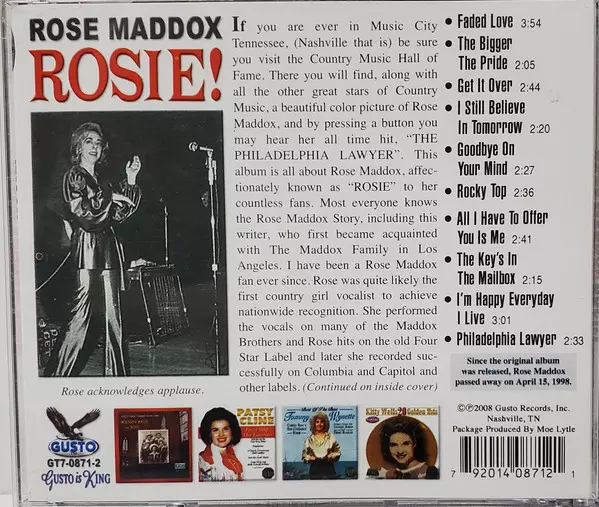 ROSE MADDOX
ROSIE!
If you are ever in Music City
Tennessee, (Nashville that is) be sure
you visit the Country Music Hall of
Fame. There you will find, along with
all the other great stars of Country
Music, a beautiful color picture of Rose
Maddox, and by pressing a button you
may hear her all time hit, “THE
PHILADELPHIA LAWYER”. This
album is all about Rose Maddox, affec-
tionately known as “ROSIE” to her
countless fans. Most everyone knows
the Rose Maddox Story, including this
writer, who first became acquainted
with The Maddox Family in Los
Angeles. I have been a Rose Maddox
fan ever since. Rose was quite likely the
first country girl vocalist to achieve
nationwide recognition. She performed
the vocals on many of the Maddox
Brothers and Rose hits on the old Four
Star Label and later she recorded suc-
cessfully on Columbia and Capitol and
other labels. (Continued on inside cover)
Rose acknowledges applause.
• Faded Love 3:54
• The Bigger
The Pride 2:05
• Get It Over 2:44
• I Still Believe
In Tomorrow 2:20
• Goodbye On
Your Mind 2:27
• Rocky Top 2:36
• All I Have To Offer
You Is Me 2:41
• The Key's In
The Mailbox 2:15
• I'm Happy Everyday
I Live 3:01
• Philadelphia Lawyer 2:33
Since the original album
was released, Rose Maddox
passed away on April 15, 1998.
©℗2008 Gusto Records, Inc.
Nashville, TN
Package Produced By Moe Lytle
7 92014 08712 1
GUSTO
GT7-0871-2
GUSTO IS KING
PATSY
CLINE
Tammy Wynette
Kitty Wells 20 Golden Hits